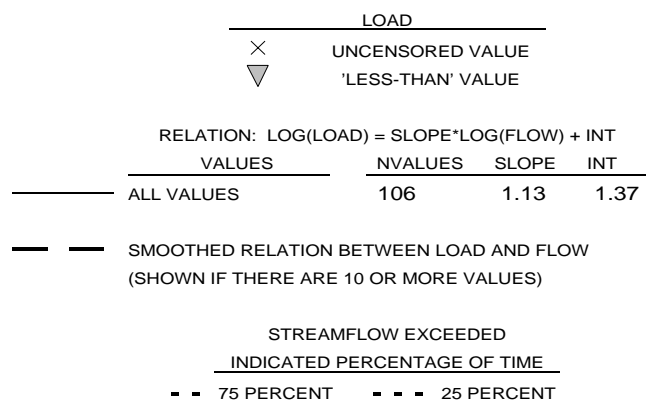 LOAD
UNCENSORED VALUE
'LESS-THAN' VALUE
RELATION: LOG(LOAD) = SLOPE*LOG(FLOW) + INT
VALUES NVALUES SLOPE INT
ALL VALUES 106 1.13 1.37
SMOOTHED RELATION BETWEEN LOAD AND FLOW
(SHOWN IF THERE ARE 10 OR MORE VALUES)
STREAMFLOW EXCEEDED
INDICATED PERCENTAGE OF TIME
75 PERCENT 25 PERCENT